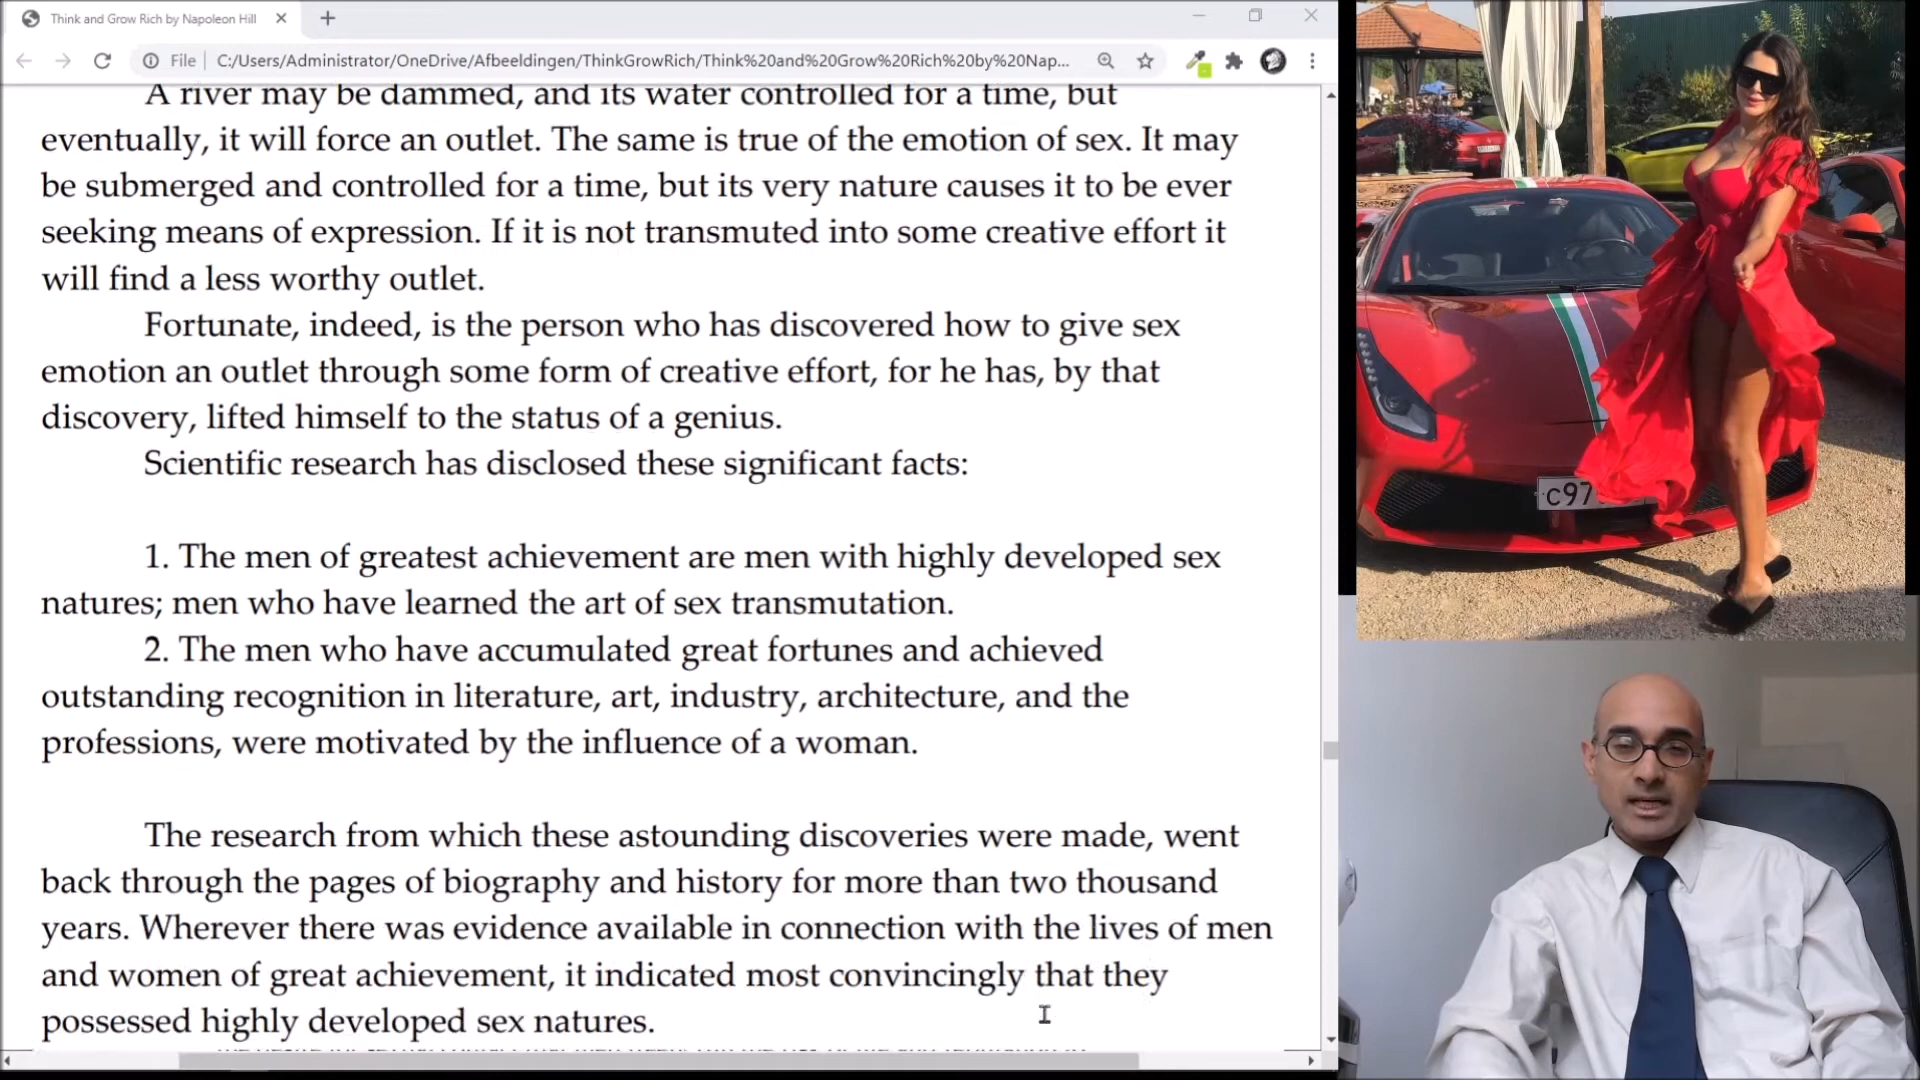 Think and Grow Rich by Napoleon Hill
File
C:/Users/Administrator/OneDrive/Afbeeldingen/ThinkGrowRich/Think%20and%20Grow%20Rich%20by%20Nap...
A river may be dammed, and its water controlled for a time, but
eventually, it will force an outlet. The same is true of the emotion of sex. It may
be submerged and controlled for a time, but its very nature causes it to be ever
seeking means of expression. If it is not transmuted into some creative effort it
will find a less worthy outlet.
Fortunate, indeed, is the person who has discovered how to give sex
emotion an outlet through some form of creative effort, for he has, by that
discovery, lifted himself to the status of a genius.
Scientific research has disclosed these significant facts:
1. The men of greatest achievement are men with highly developed sex
natures; men who have learned the art of sex transmutation.
2. The men who have accumulated great fortunes and achieved
outstanding recognition in literature, art, industry, architecture, and the
professions, were motivated by the influence of a woman.
The research from which these astounding discoveries were made, went
back through the pages of biography and history for more than two thousand
years. Wherever there was evidence available in connection with the lives of men
and women of great achievement, it indicated most convincingly that they
possessed highly developed sex natures.
c97